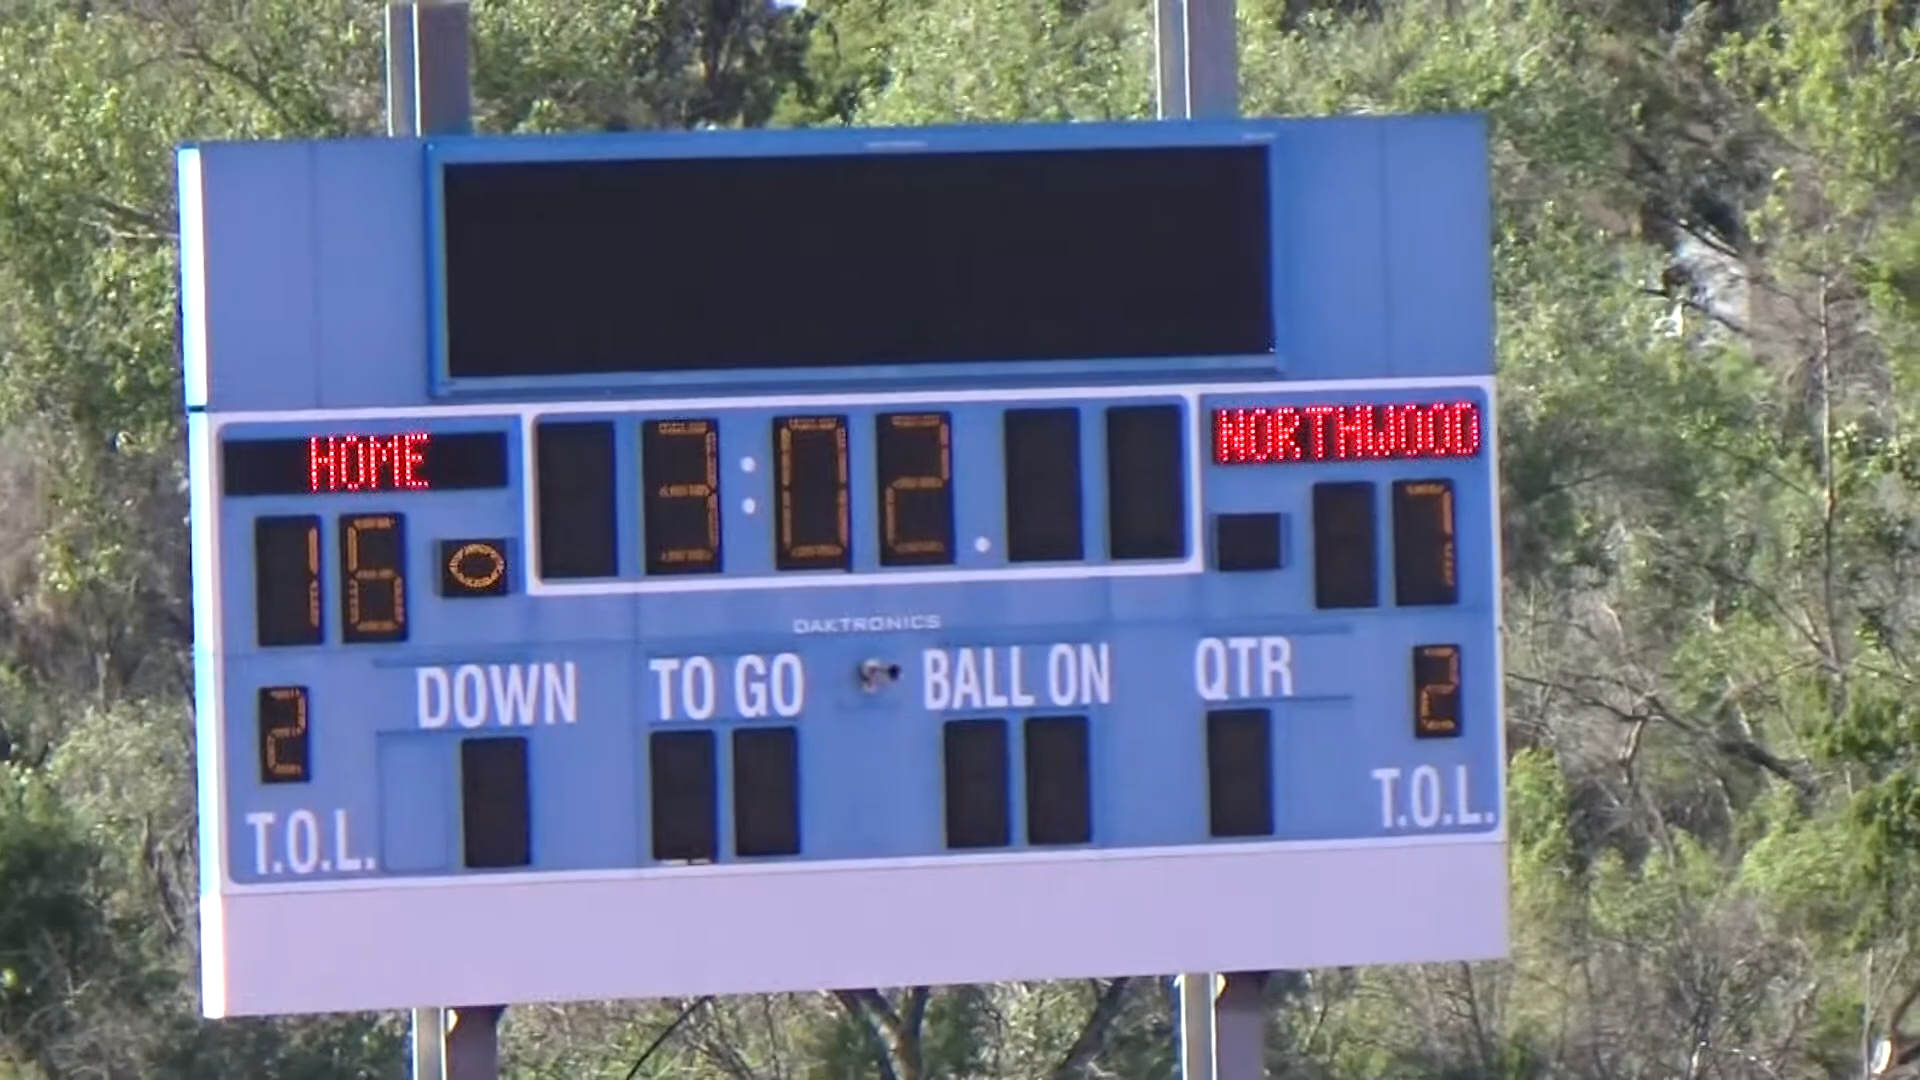 HOME 3:02 NORTHWOOD
16 7
DAKTRONICS
DOWN TO GO BALL ON QTR
2 2
T.O.L. T.O.L.